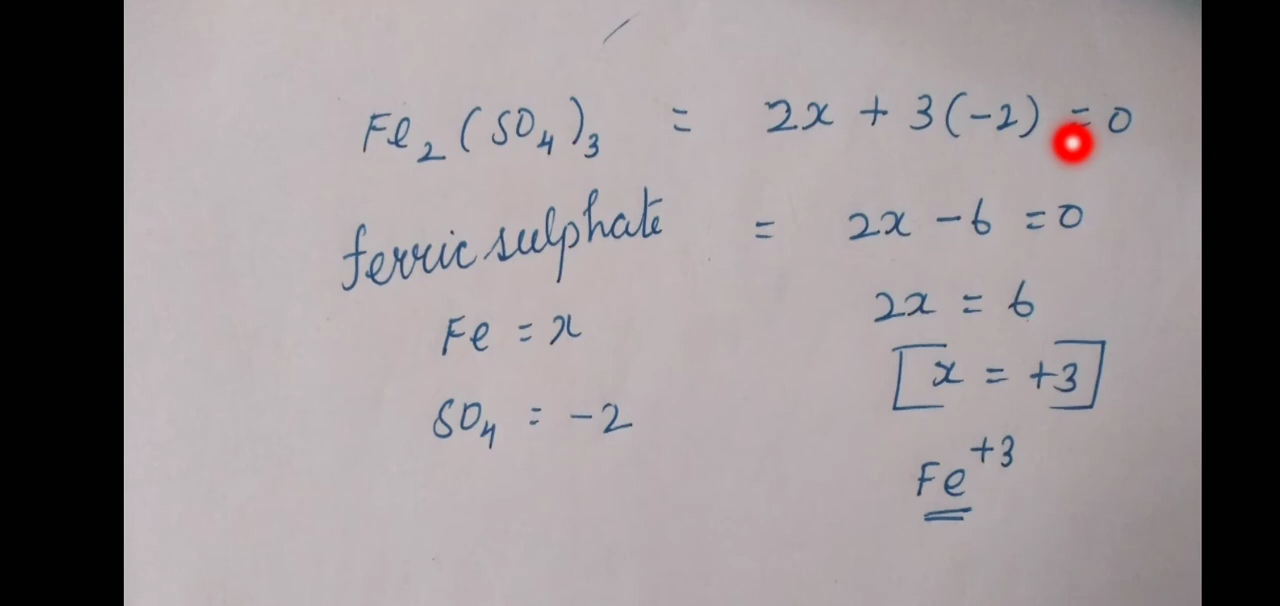 Fe2(SO4)3 = 2x + 3(-2) = 0
ferric sulphate = 2x - 6 = 0
Fe = x
2x = 6
[x = +3]
SO4 = -2
Fe+3